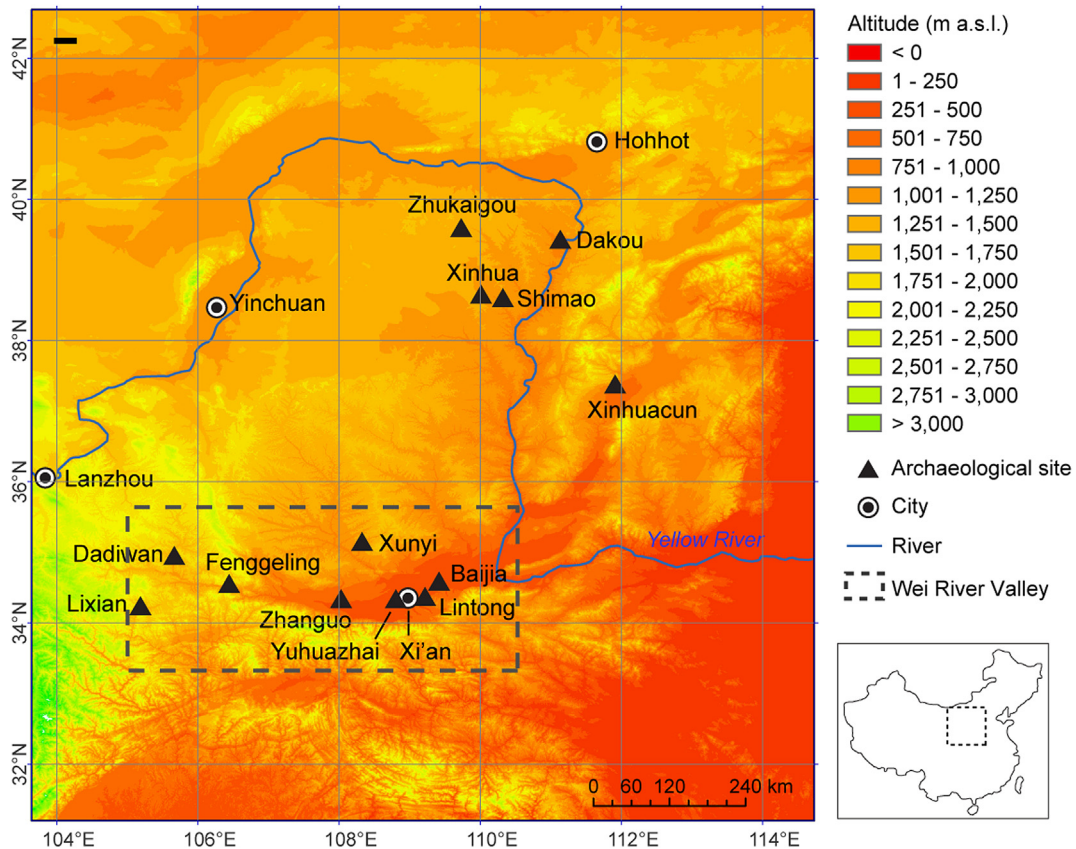 Altitude (m a.s.l.)
< 0
1 - 250
251 - 500
501 - 750
751 - 1,000
1,001 - 1,250
1,251 - 1,500
1,501 - 1,750
1,751 - 2,000
2,001 - 2,250
2,251 - 2,500
2,501 - 2,750
2,751 - 3,000
> 3,000
Archaeological site
City
River
Wei River Valley
42°N
40°N
38°N
36°N
34°N
32°N
Hohhot
Zhukaigou
Dakou
Xinhua
Shimao
Yinchuan
Xinhuacun
Lanzhou
Yellow River
Dadiwan
Xunyi
Fenggeling
Baijia
Lixian
Lintong
Zhanguo
Yuhuazhai
Xi'an
0 60 120 240 km
104°E
106°E
108°E
110°E
112°E
114°E